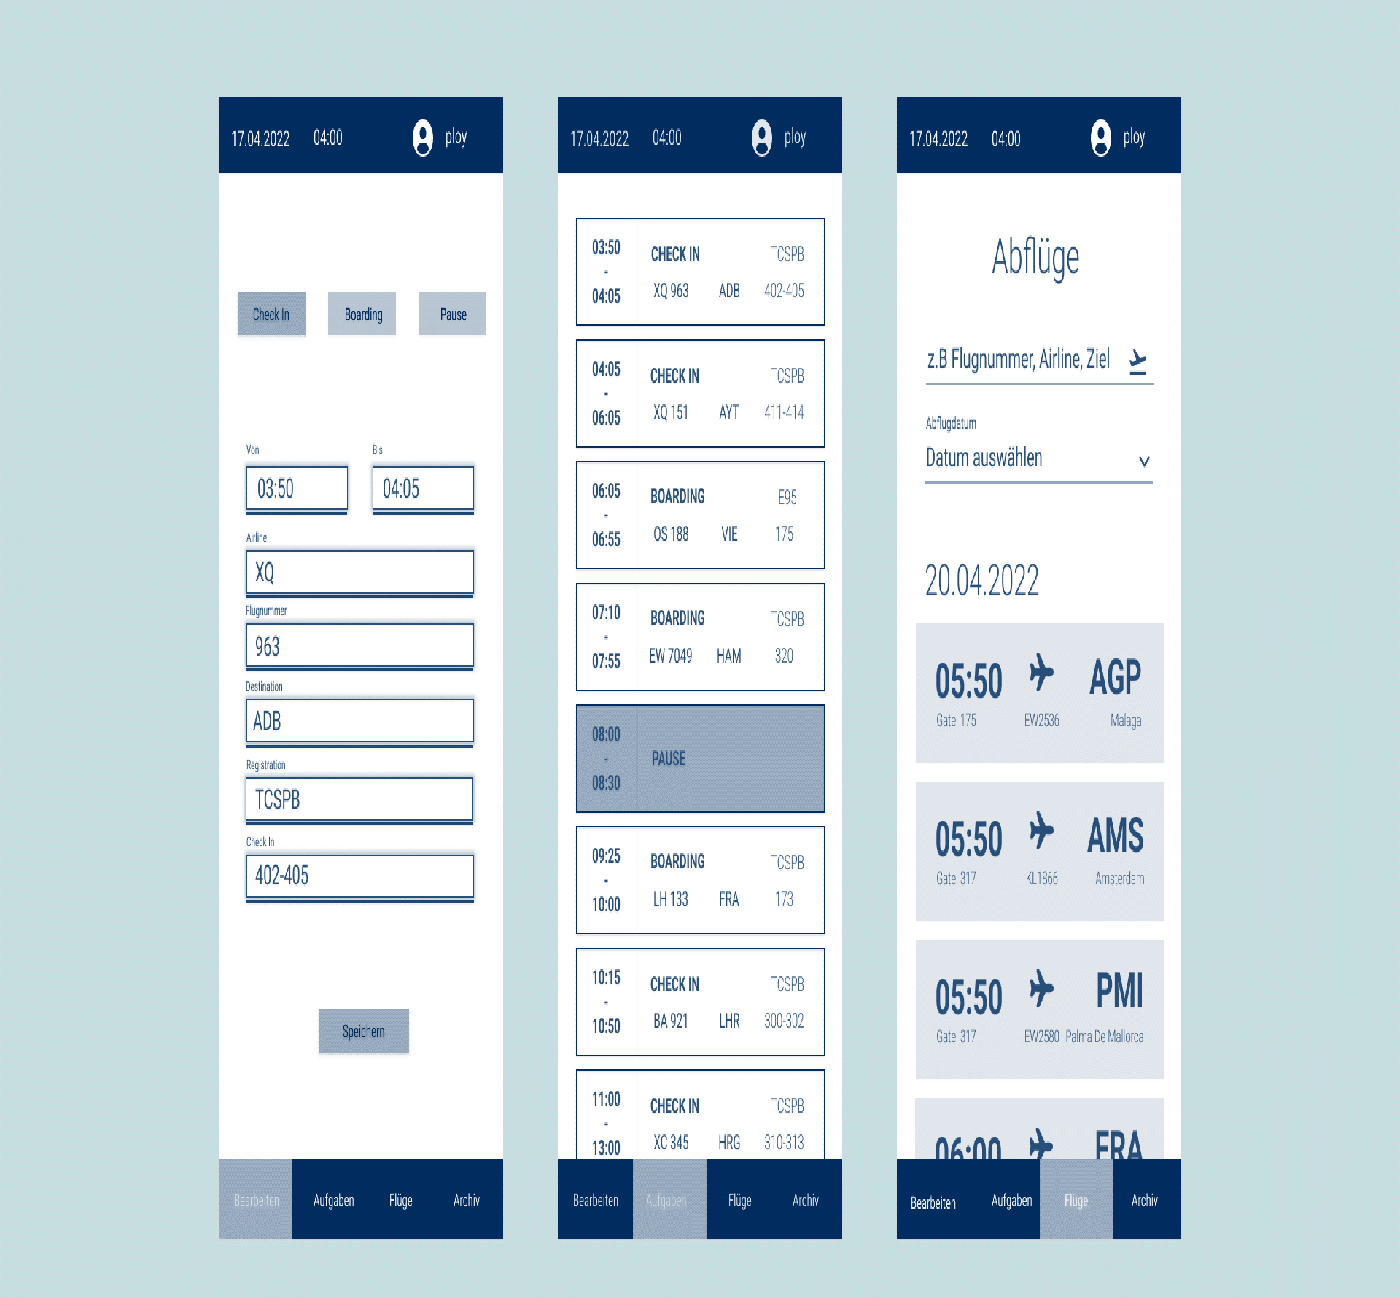 17.04.2022 04:00 ploy
Check In Boarding Pause
Von Bis
03:50 04:05
Airline
XQ
Flugnummer
963
Destination
ADB
Registration
TCSPB
Check In
402-405
Speichern
Bearbeiten Aufgaben Flüge Archiv
17.04.2022 04:00 ploy
03:50 - 04:05
CHECK IN TCSPB
XQ 963 ADB 402-405
04:05 - 06:05
CHECK IN TCSPB
XQ 151 AYT 411-414
06:05 - 06:55
BOARDING E95
OS 188 VIE 175
07:10 - 07:55
BOARDING TCSPB
EW 7049 HAM 320
08:00 - 08:30
PAUSE
09:25 - 10:00
BOARDING TCSPB
LH 133 FRA 173
10:15 - 10:50
CHECK IN TCSPB
BA 921 LHR 300-302
11:00 - 13:00
CHECK IN TCSPB
345 HRG 310-313
Bearbeiten Aufgaben Flüge Archiv
17.04.2022 04:00 ploy
Abflüge
z.B Flugnummer, Airline, Ziel
Abflugdatum
Datum auswählen
20.04.2022
05:50 AGP
Gate 175 EW2536 Malaga
05:50 AMS
Gate 317 KL1866 Amsterdam
05:50 PMI
Gate 317 EW2580 Palma De Mallorca
06:00 FRA
Bearbeiten Aufgaben Flüge Archiv